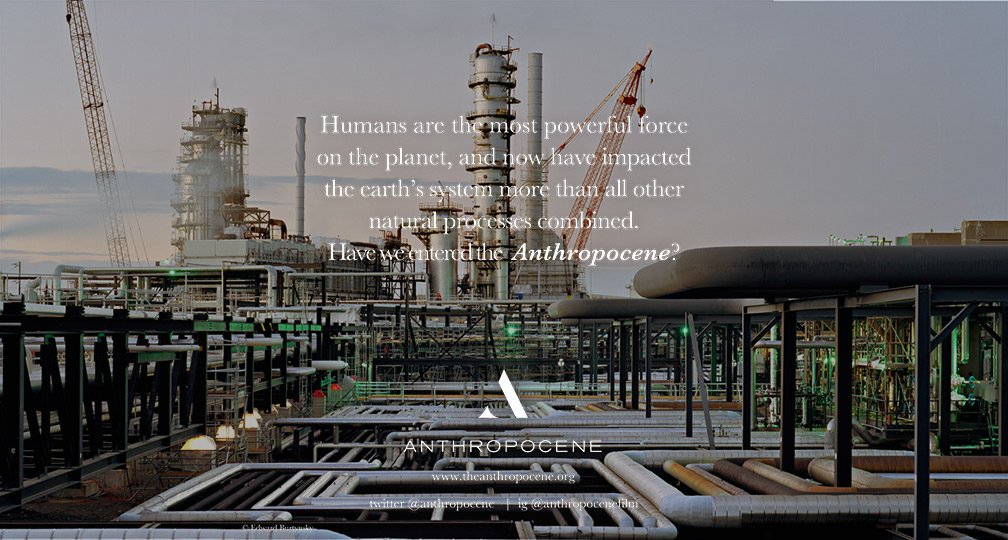 Humans are the most powerful force
on the planet, and now have impacted
the earth's system more than all other
natural processes combined.
Have we entered the Anthropocene?
ANTHROPOCENE
www.theanthropocene.org
twitter @anthropocene | ig @anthropocenefilm
© Edward Burtynsky